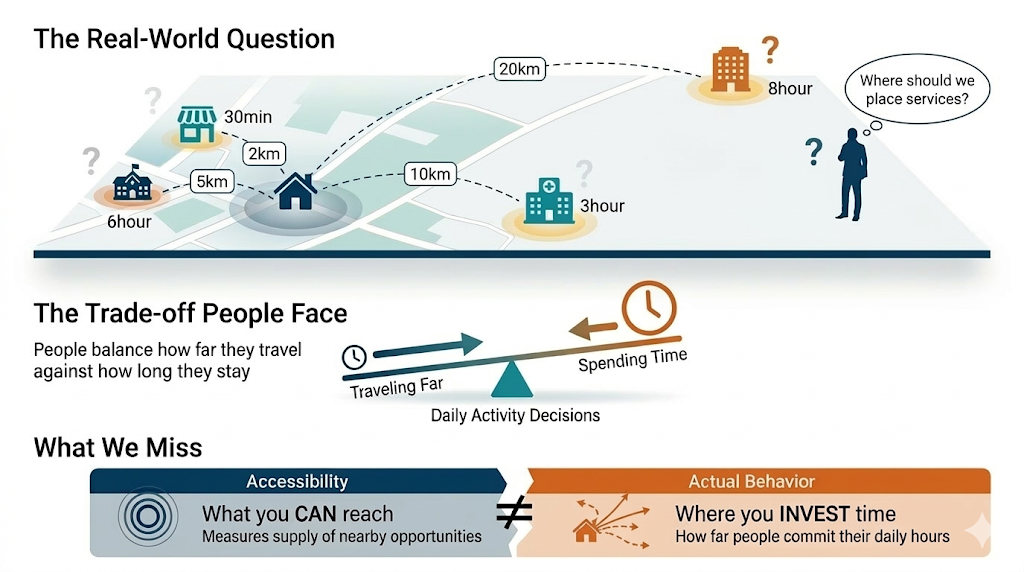 The Real-World Question
20km
?
8hour
Where should we
place services?
?
30min
2km
?
5km
10km
?
?
6hour
3hour
The Trade-off People Face
People balance how far they travel
against how long they stay
Traveling Far
Spending Time
Daily Activity Decisions
What We Miss
Accessibility
What you CAN reach
Measures supply of nearby opportunities
≠
Actual Behavior
Where you INVEST time
How far people commit their daily hours